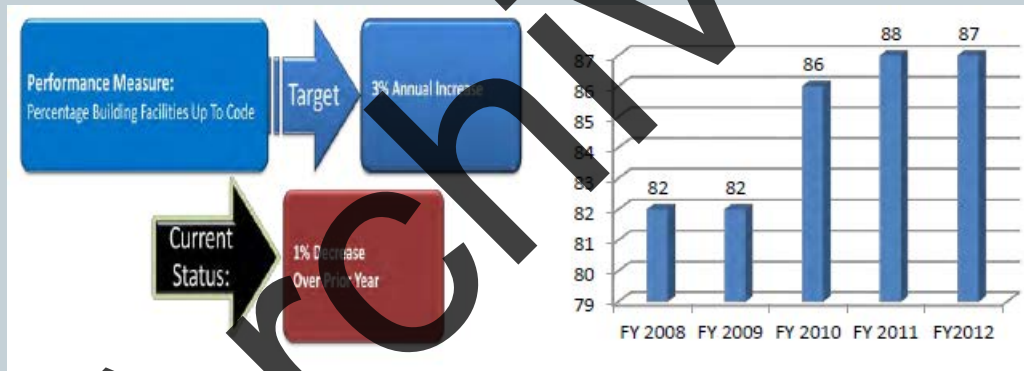 Performance Measure:
Percentage Building Facilities Up To Code
Target
3% Annual Increase
Current
Status:
1% Decrease
Over Prior Year
87
86
85
84
83
82
81
80
79
82
82
86
88
87
FY 2008
FY 2009
FY 2010
FY 2011
FY2012
rchiv